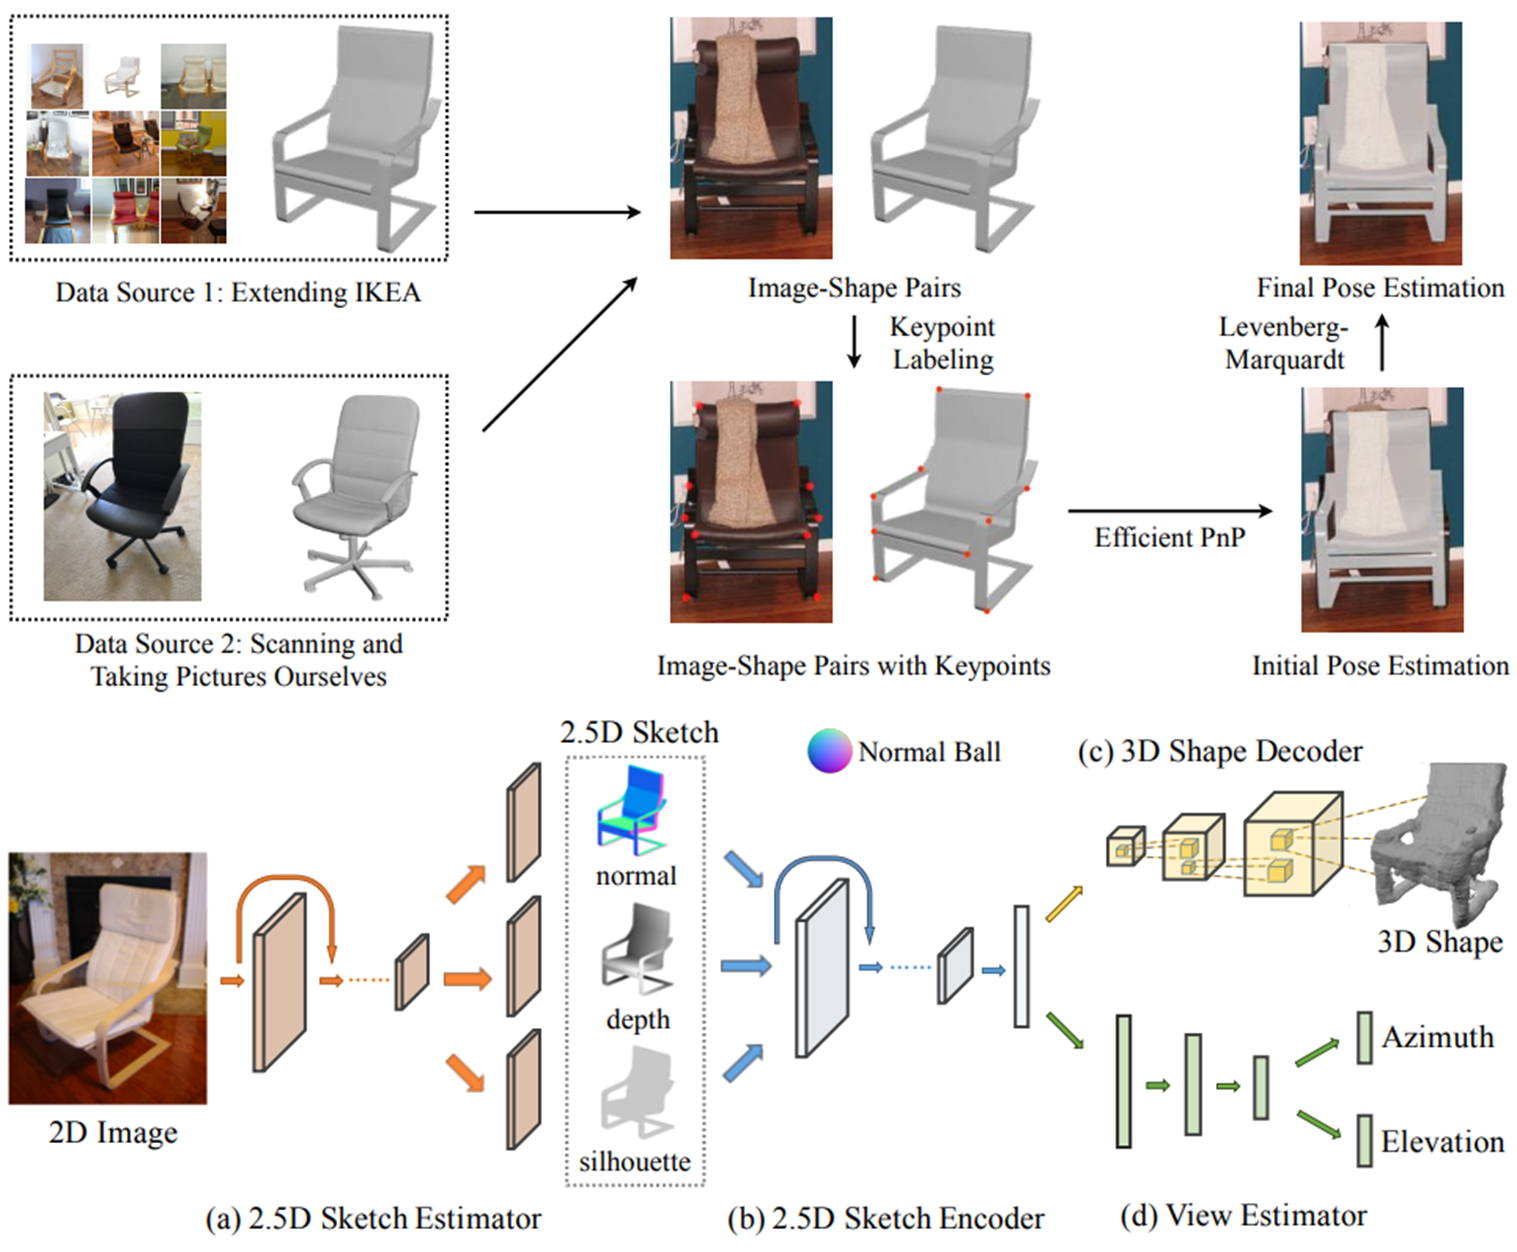 Data Source 1: Extending IKEA
Image-Shape Pairs
Final Pose Estimation
Keypoint
Labeling
Levenberg-
Marquardt
Efficient PnP
Data Source 2: Scanning and
Taking Pictures Ourselves
Image-Shape Pairs with Keypoints
Initial Pose Estimation
2.5D Sketch
Normal Ball
(c) 3D Shape Decoder
normal
3D Shape
depth
Azimuth
2D Image
silhouette
Elevation
(a) 2.5D Sketch Estimator
(b) 2.5D Sketch Encoder
(d) View Estimator